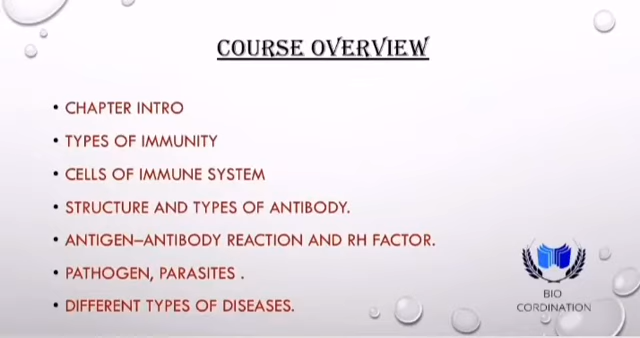 COURSE OVERVIEW
• CHAPTER INTRO
• TYPES OF IMMUNITY
• CELLS OF IMMUNE SYSTEM
• STRUCTURE AND TYPES OF ANTIBODY.
• ANTIGEN–ANTIBODY REACTION AND RH FACTOR.
• PATHOGEN, PARASITES .
• DIFFERENT TYPES OF DISEASES.
BIO
CORDINATION